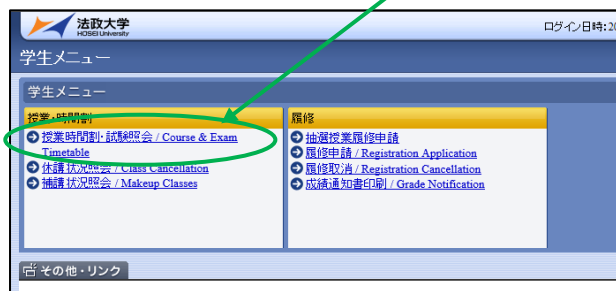 法政大学
HOSEI University
ログイン日時:20
学生メニュー
学生メニュー
授業・時間割
授業時間割・試験照会 / Course & Exam
Timetable
休講状況照会 / Class Cancellation
補講状況照会 / Makeup Classes
履修
抽選授業履修申請
履修申請 / Registration Application
履修取消 / Registration Cancellation
成績通知書印刷 / Grade Notification
その他・リンク